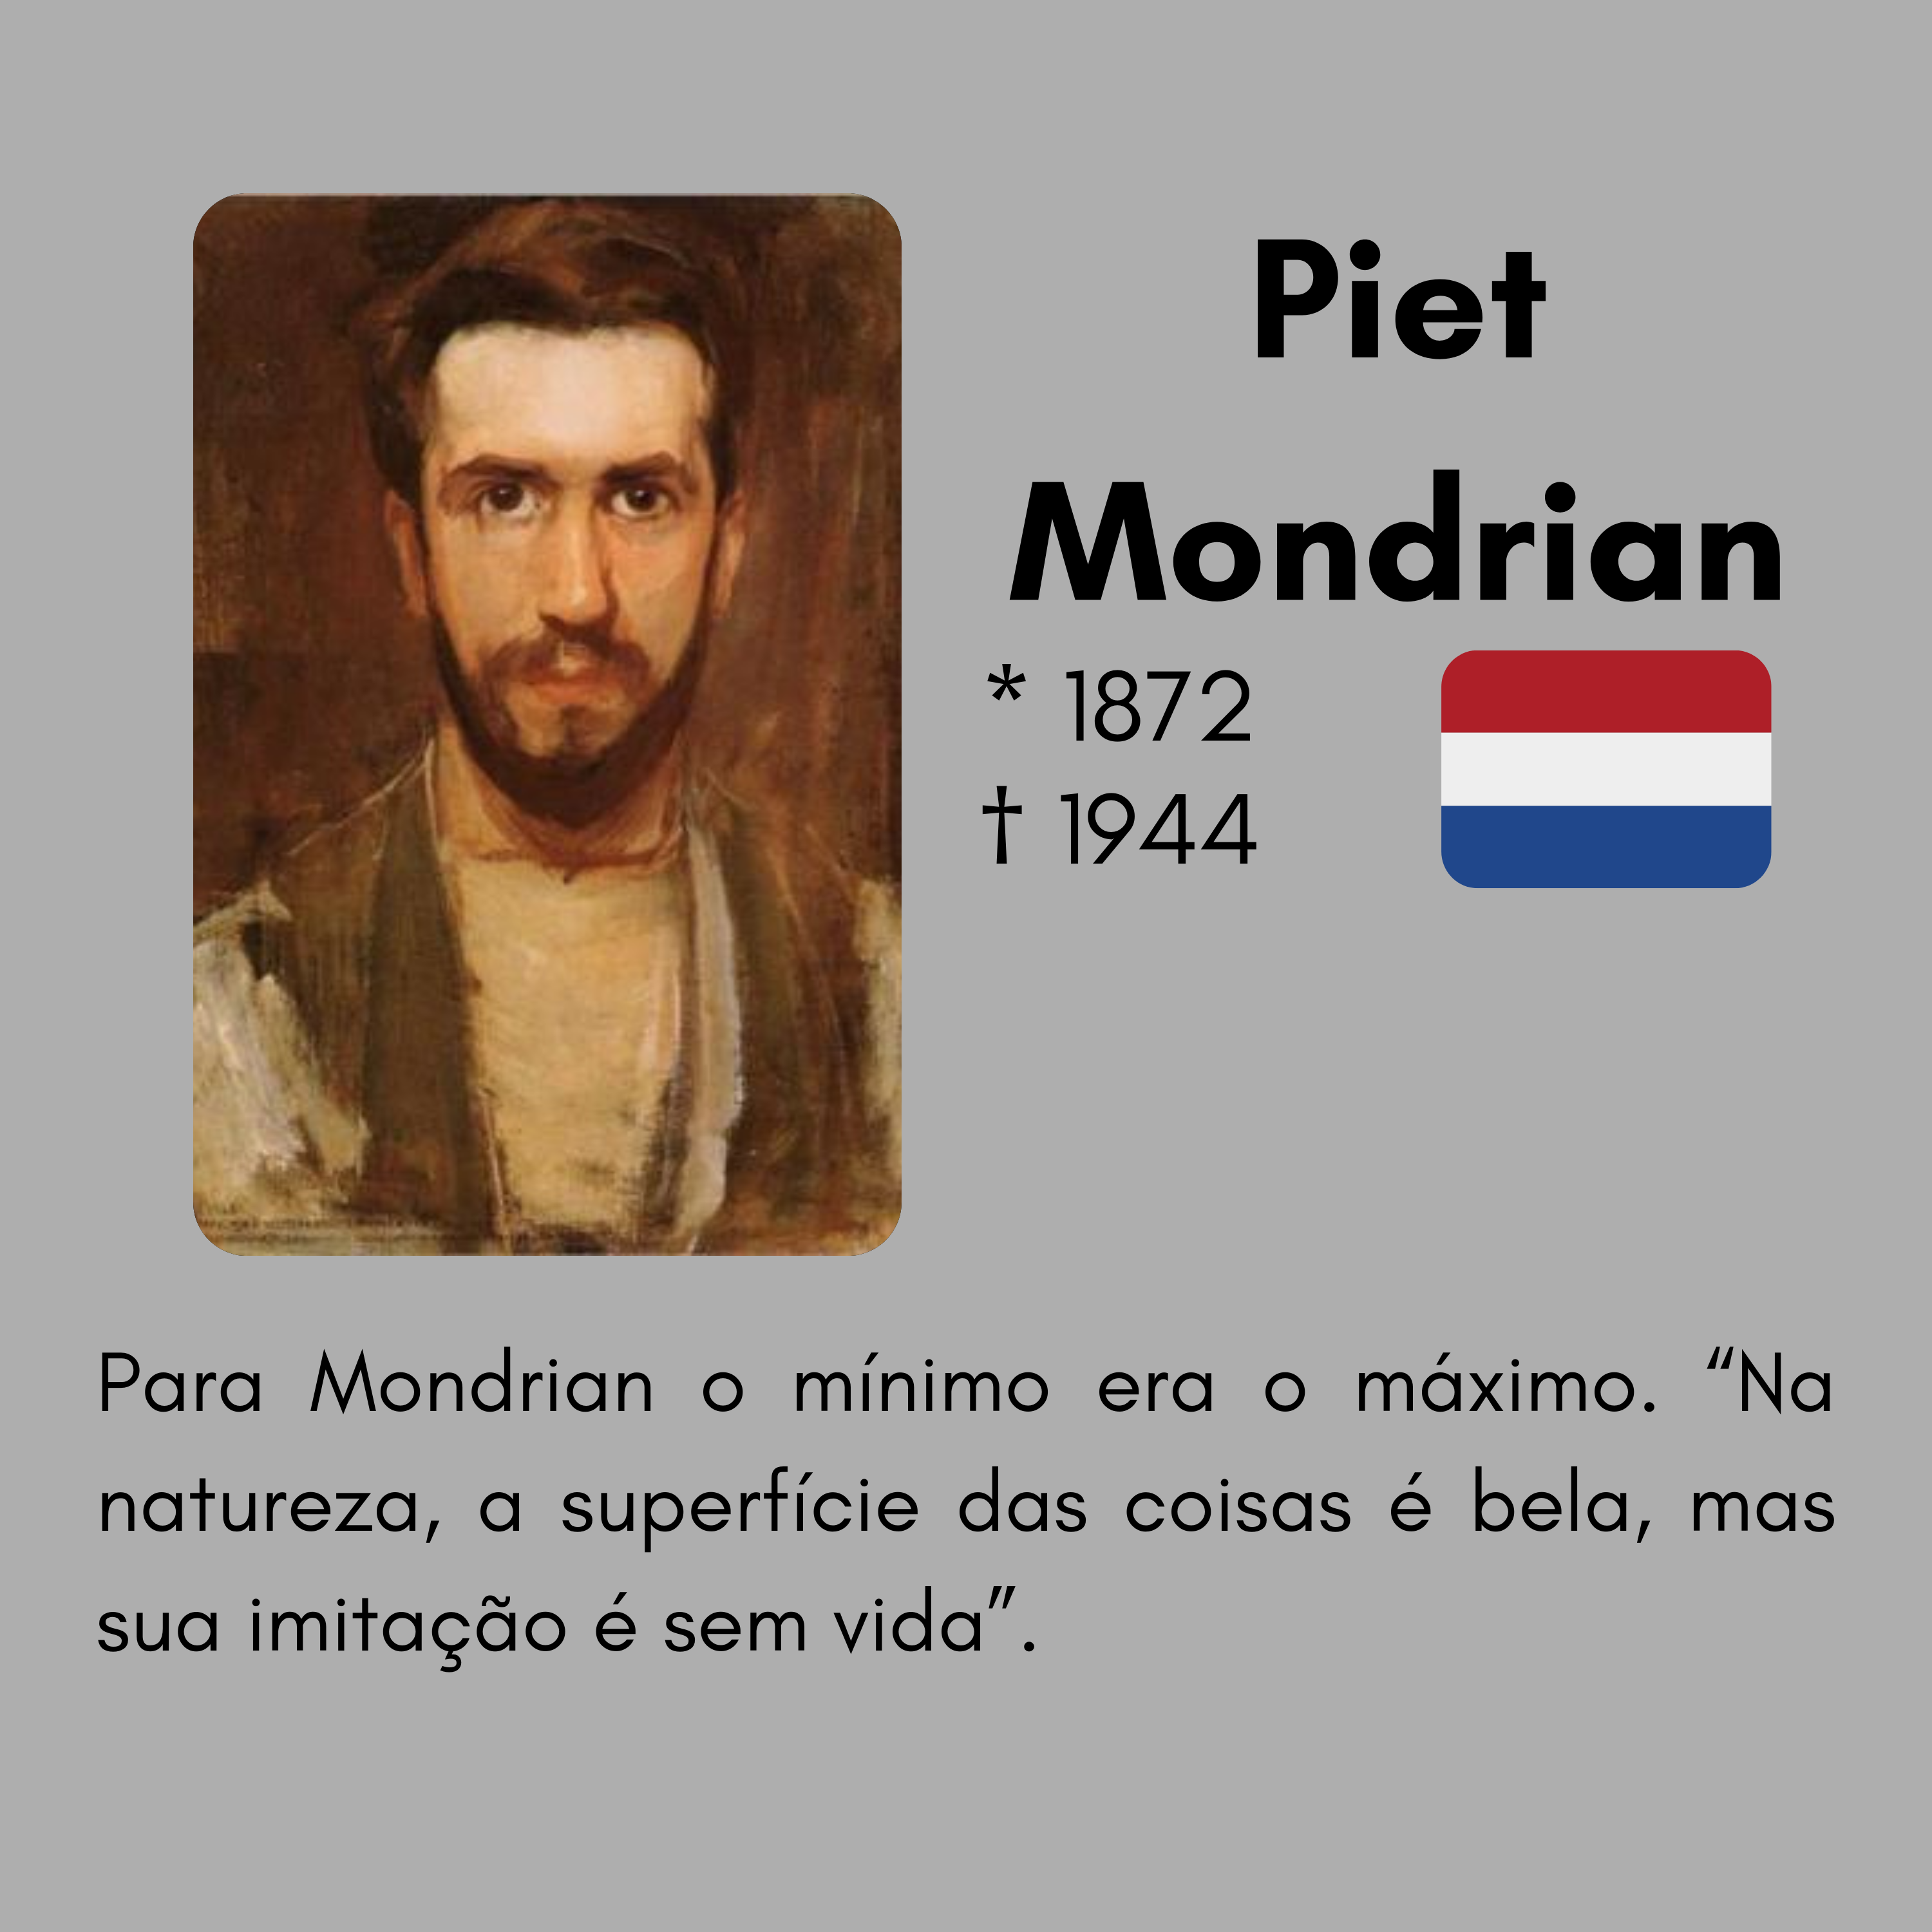 Piet
Mondrian
* 1872
† 1944
Para Mondrian o mínimo era o máximo. “Na
natureza, a superfície das coisas é bela, mas
sua imitação é sem vida”.